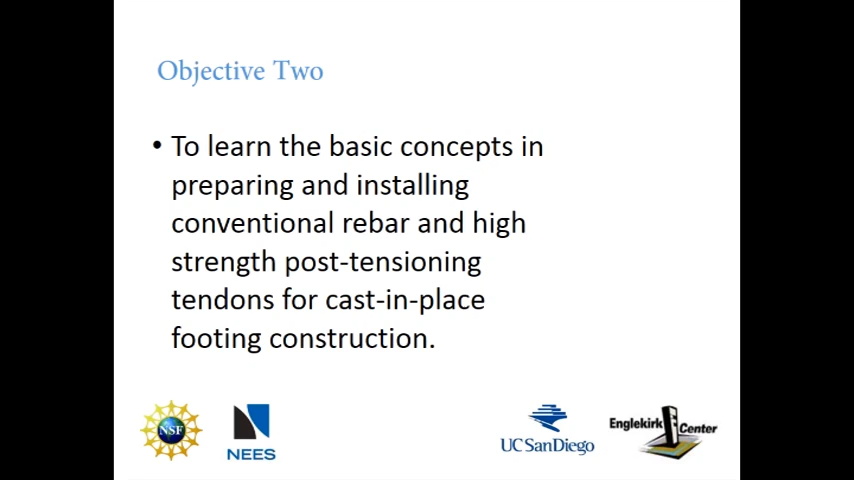 Objective Two
• To learn the basic concepts in
preparing and installing
conventional rebar and high
strength post-tensioning
tendons for cast-in-place
footing construction.
NSF
NEES
UC San Diego
Englekirk Center